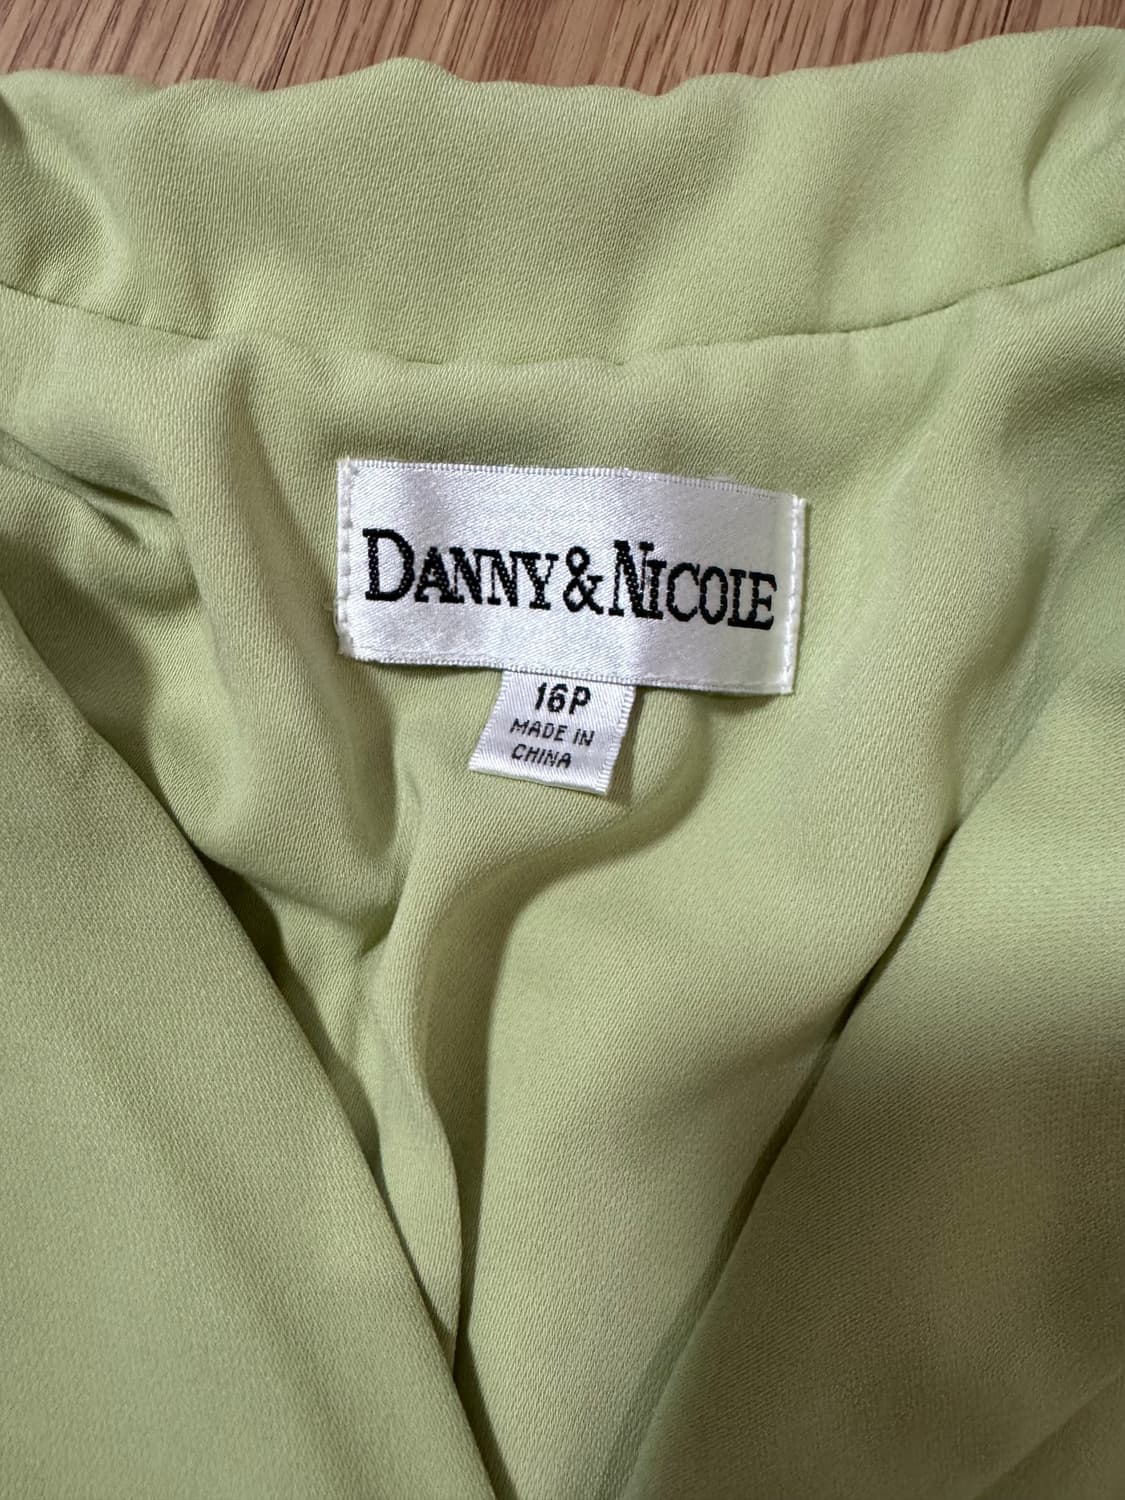 DANNY & NICOLE
16P
MADE IN
CHINA